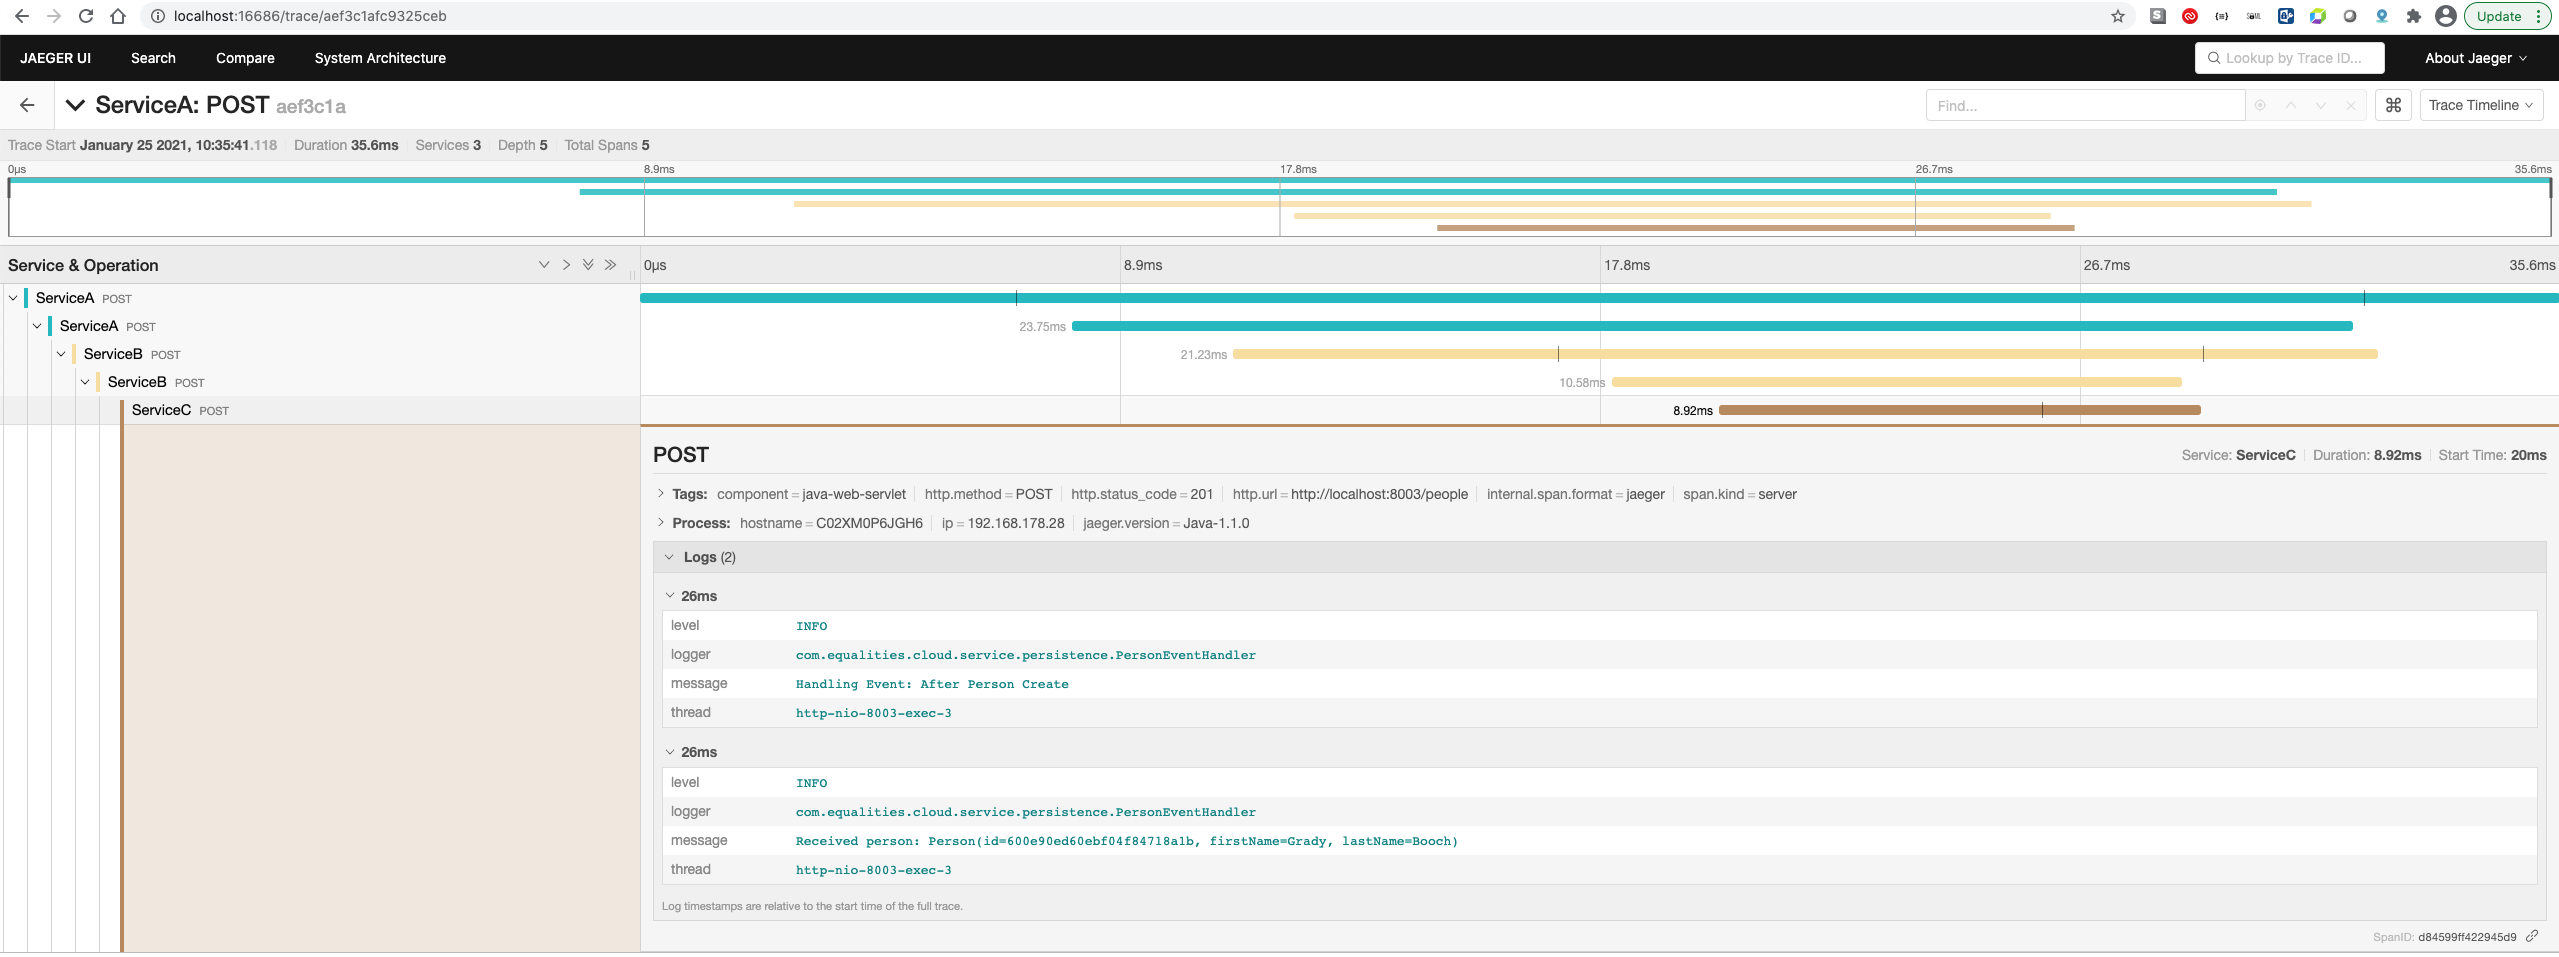 localhost:16686/trace/aef3c1afc9325ceb Update
JAEGER UI Search Compare System Architecture Lookup by Trace ID... About Jaeger
ServiceA: POST aef3c1a Find... Trace Timeline
Trace Start January 25 2021, 10:35:41.118 Duration 35.6ms Services 3 Depth 5 Total Spans 5
0μs 8.9ms 17.8ms 26.7ms 35.6ms
Service & Operation 0μs 8.9ms 17.8ms 26.7ms 35.6ms
ServiceA POST
ServiceA POST 23.75ms
ServiceB POST 21.23ms
ServiceB POST 10.58ms
ServiceC POST 8.92ms
POST Service: ServiceC Duration: 8.92ms Start Time: 20ms
Tags: component = java-web-servlet http.method = POST http.status_code = 201 http.url = http://localhost:8003/people internal.span.format = jaeger span.kind = server
Process: hostname = C02XM0P6JGH6 ip = 192.168.178.28 jaeger.version = Java-1.1.0
Logs (2)
26ms
level INFO
logger com.equalities.cloud.service.persistence.PersonEventHandler
message Handling Event: After Person Create
thread http-nio-8003-exec-3
26ms
level INFO
logger com.equalities.cloud.service.persistence.PersonEventHandler
message Received person: Person(id=600e90ed60ebf04f84718a1b, firstName=Grady, lastName=Booch)
thread http-nio-8003-exec-3
Log timestamps are relative to the start time of the full trace.
SpanID: d84599ff422945d9